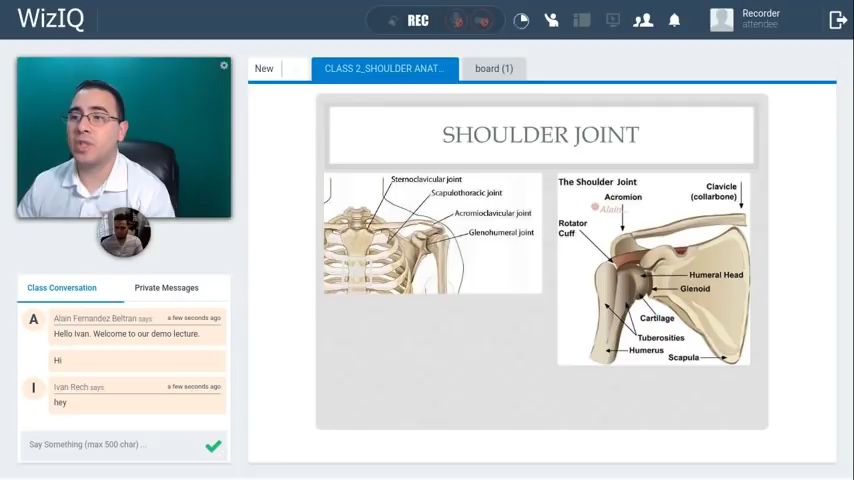 WizIQ
REC
Recorder
attendee
New
CLASS 2_SHOULDER ANAT...
board (1)
SHOULDER JOINT
Sternoclavicular joint
Scapulothoracic joint
Acromioclavicular joint
Glenohumeral joint
The Shoulder Joint
Acromion
Alain...
Clavicle
(collarbone)
Rotator
Cuff
Humeral Head
Glenoid
Cartilage
Tuberosities
Humerus
Scapula
Class Conversation
Private Messages
A
Alain Fernandez Beltran says:
a few seconds ago
Hello Ivan. Welcome to our demo lecture.
Hi
I
Ivan Rech says:
a few seconds ago
hey
Say Something (max 500 char) ...